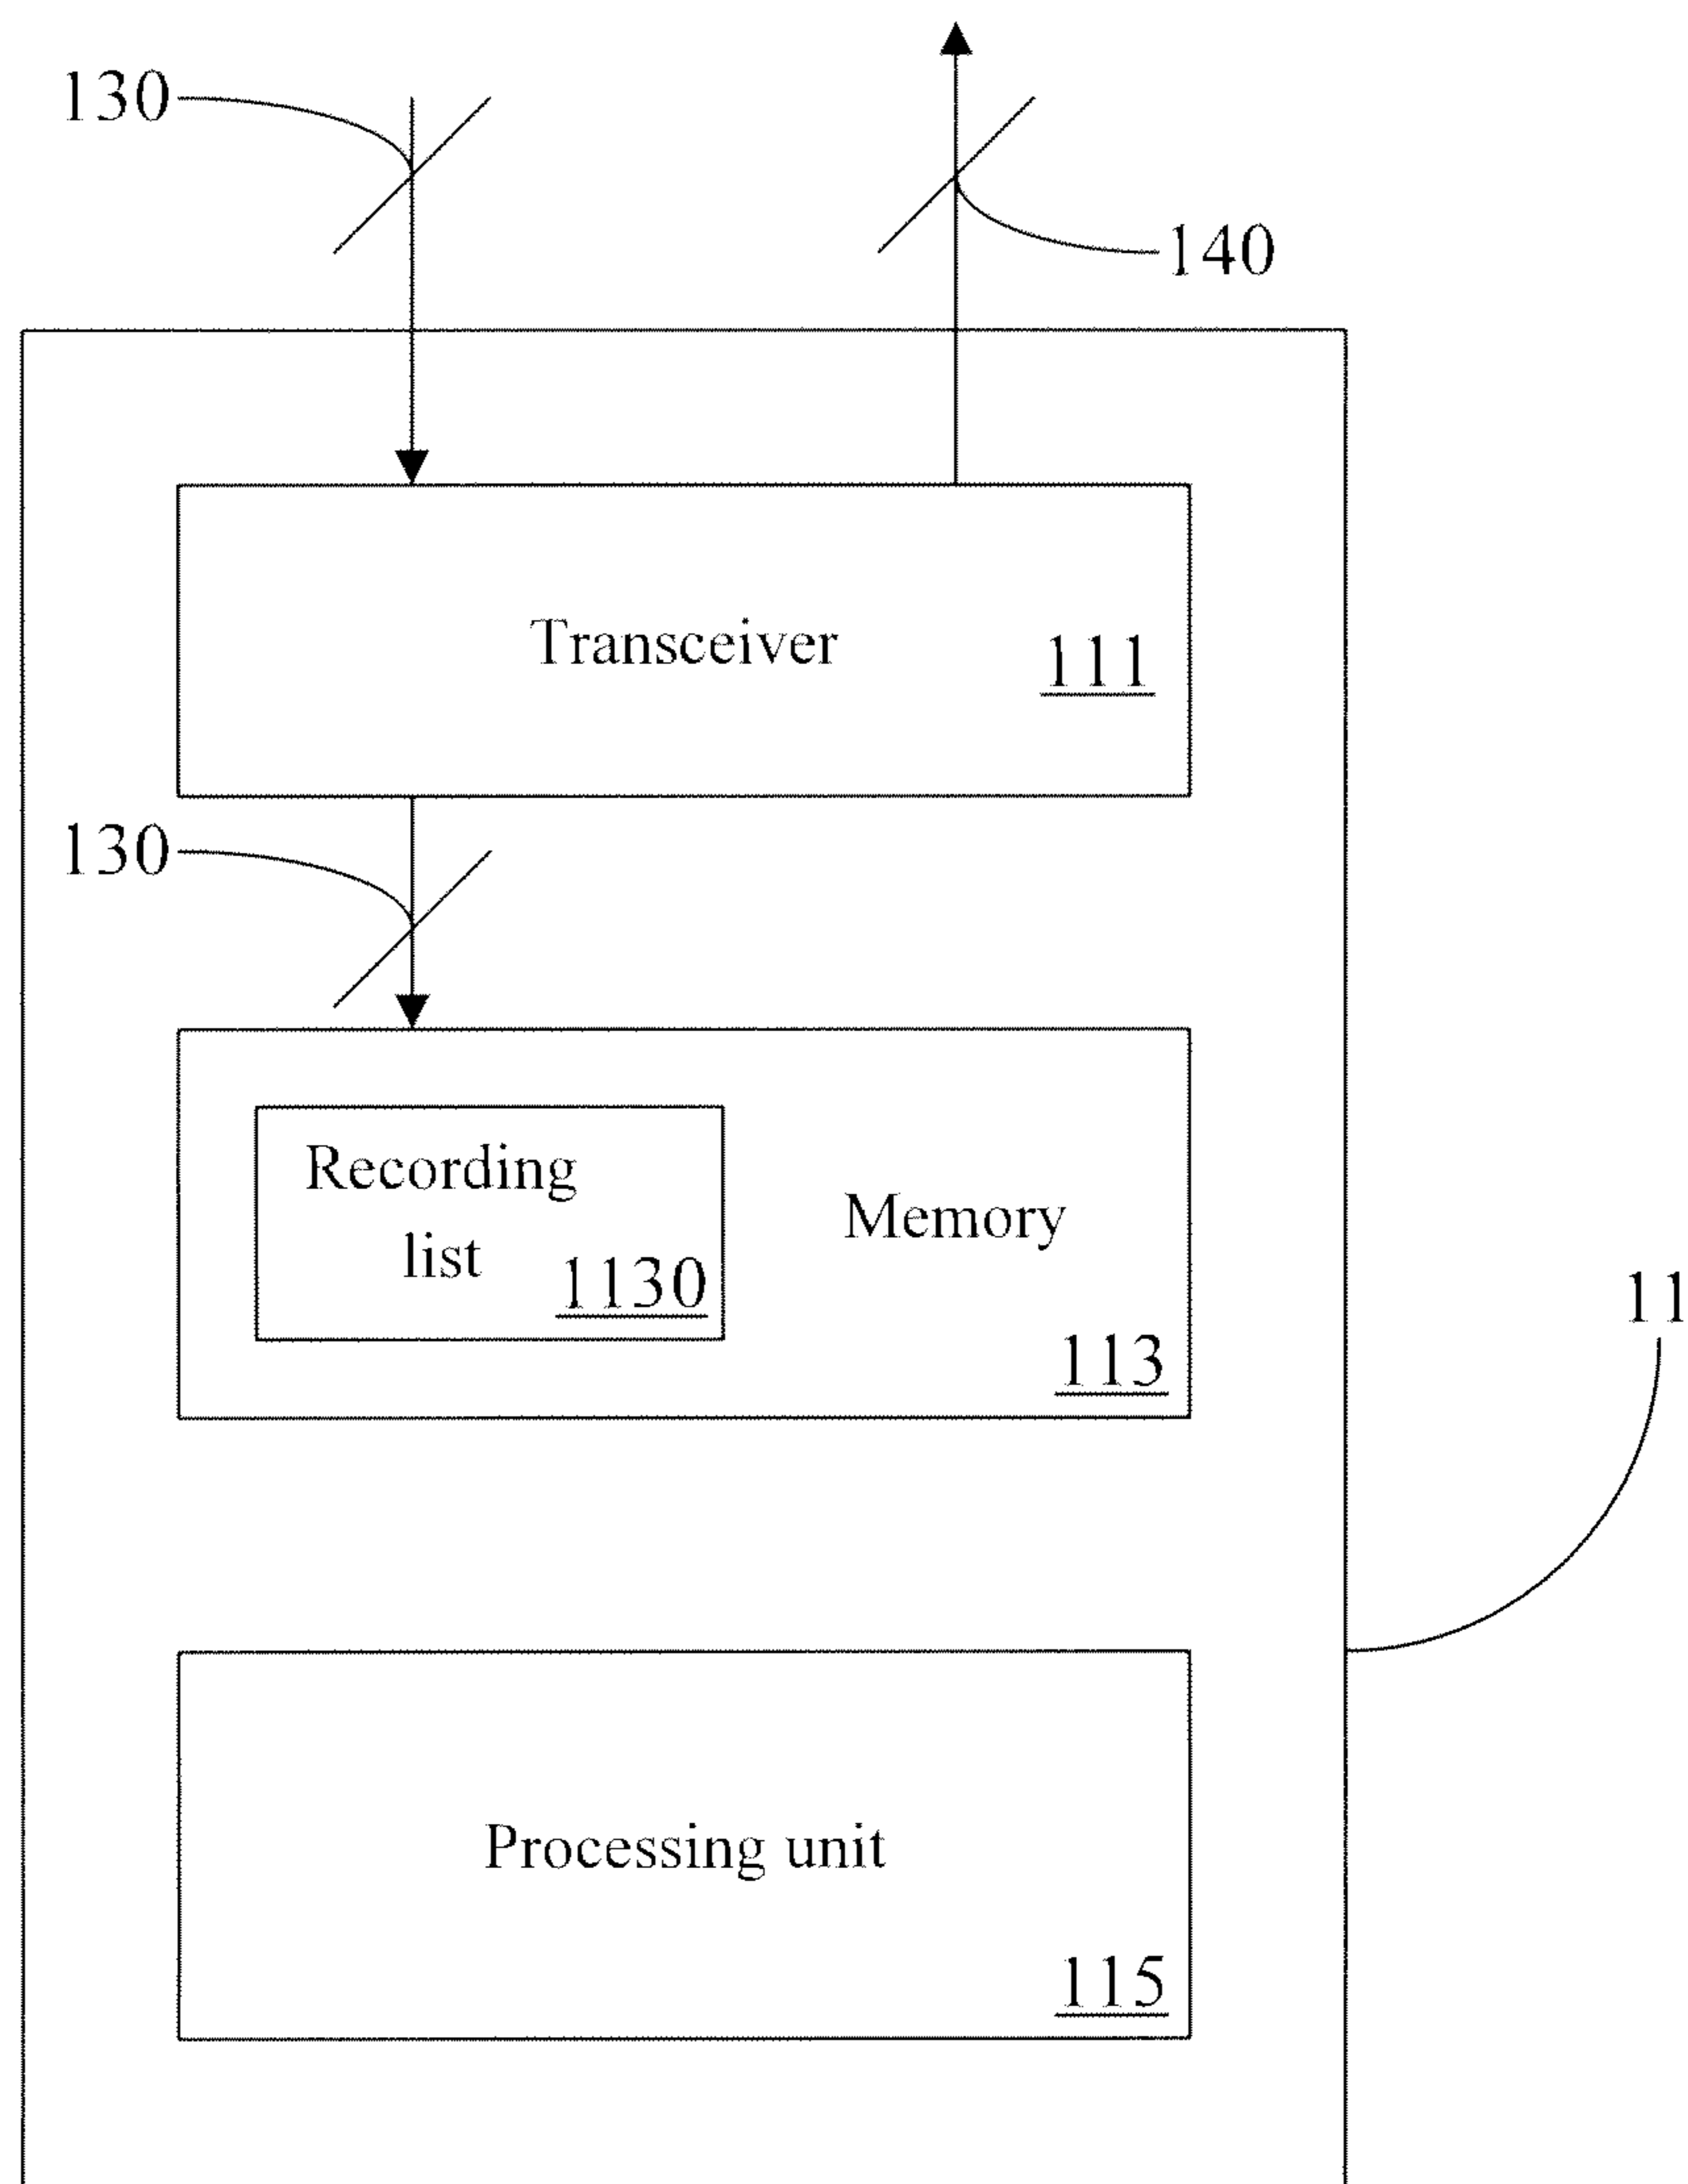 130
140
Transceiver
111
130
Recording
list
1130
Memory
113
11
Processing unit
115